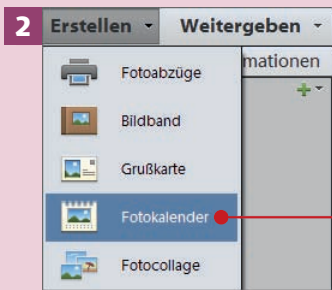 2 Erstellen Weitergeben
mationen
Fotoabzüge
Bildband
Grußkarte
Fotokalender
Fotocollage